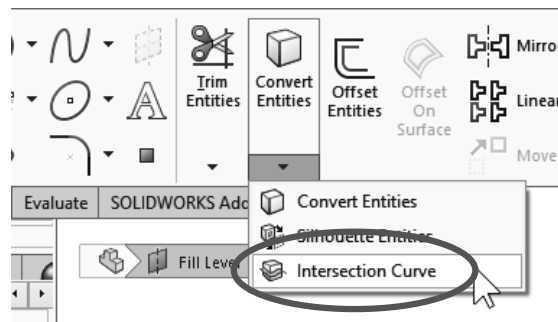 Trim
Entities
Convert
Entities
Offset
Entities
Offset
On
Surface
Mirro
Linear
Move
Evaluate
SOLIDWORKS Add
Convert Entities
Silhouette Entities
Fill Level
Intersection Curve